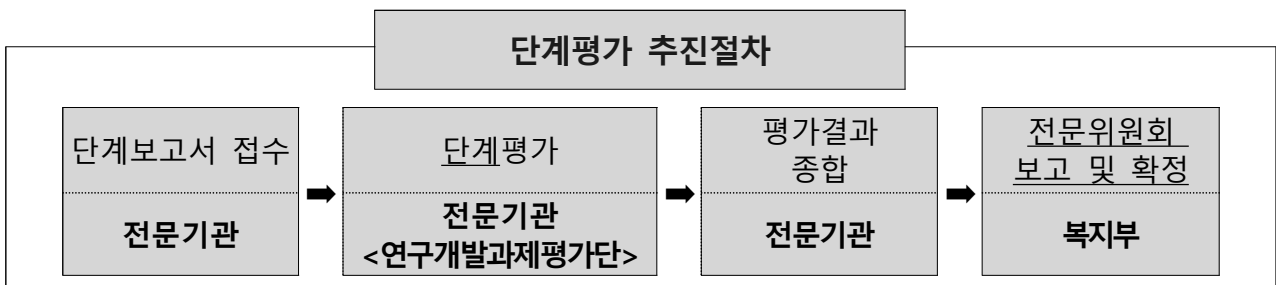 단계평가 추진절차
단계보고서 접수
전문기관
단계평가
전문기관
<연구개발과제평가단>
평가결과
종합
전문기관
전문위원회
보고 및 확정
복지부